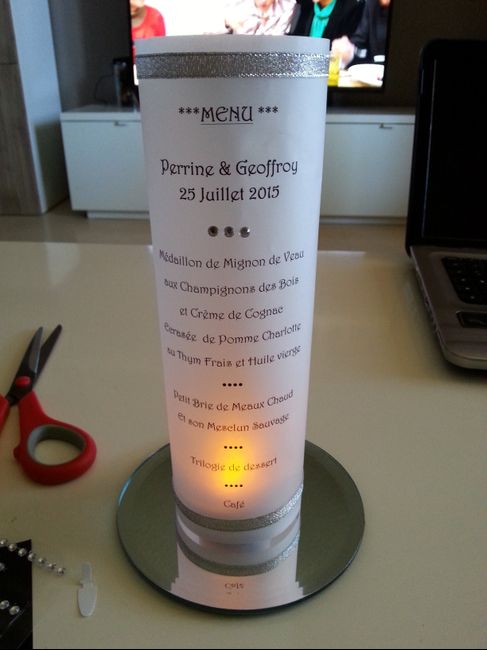 ***MENU ***
Perrine & Geoffroy
25 Juillet 2015
Médaillon de Mignon de Veau
aux Champignons des Bois
et Crème de Cognac
Ecrasée de Pomme Charlotte
au Thym Frais et Huile vierge
••••
Petit Brie de Meaux Chaud
Et son Mesclun Sauvage
••••
Trilogie de dessert
••••
Café